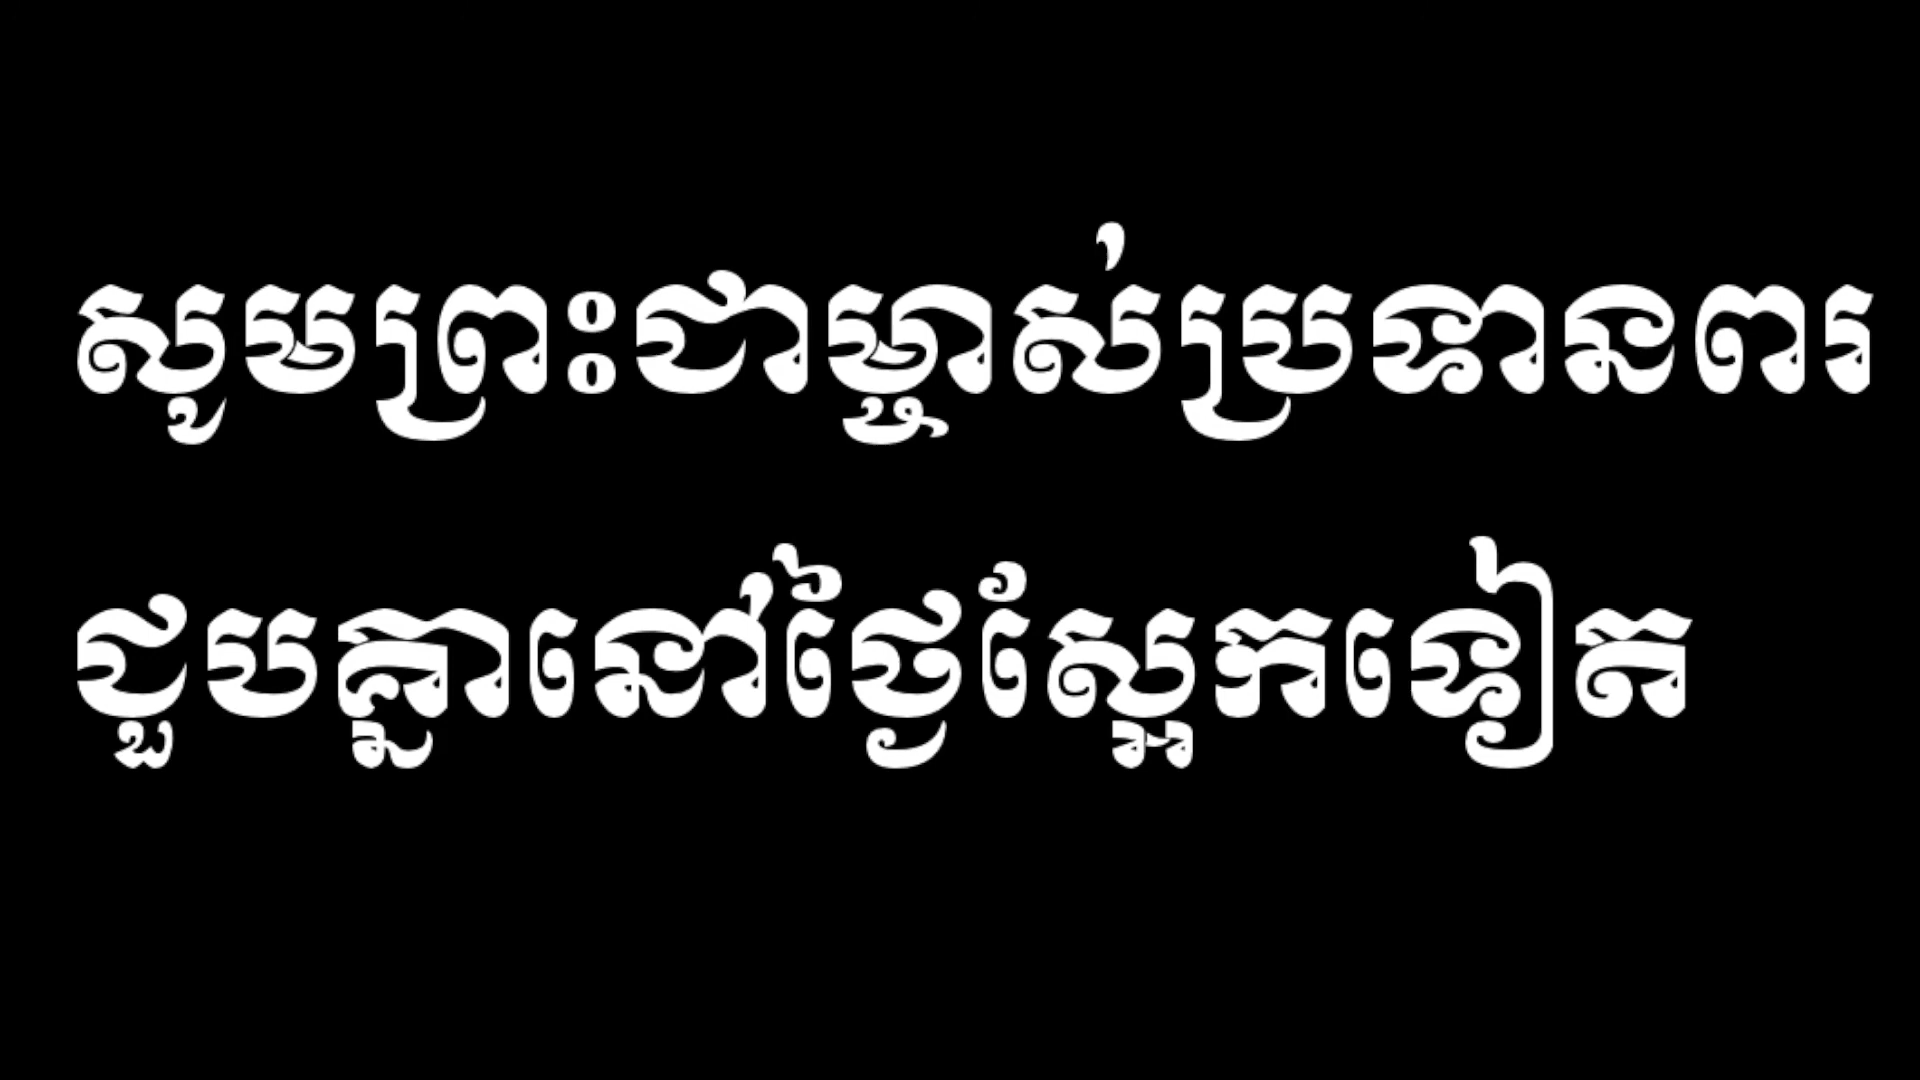 សូមព្រះជាម្ចាស់ប្រទានពរ
ជួបគ្នានៅថ្ងៃស្អែកទៀត